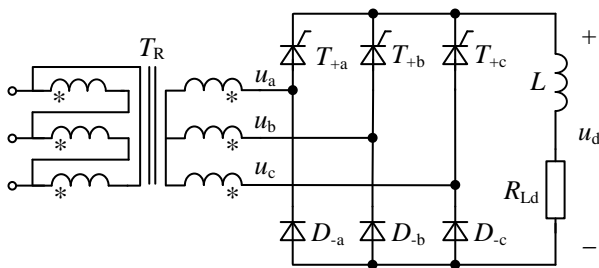 T_R
T_+a
T_+b
T_+c
+
u_a
*
*
L
u_b
*
*
u_d
u_c
*
*
R_Ld
D_-a
D_-b
D_-c
−